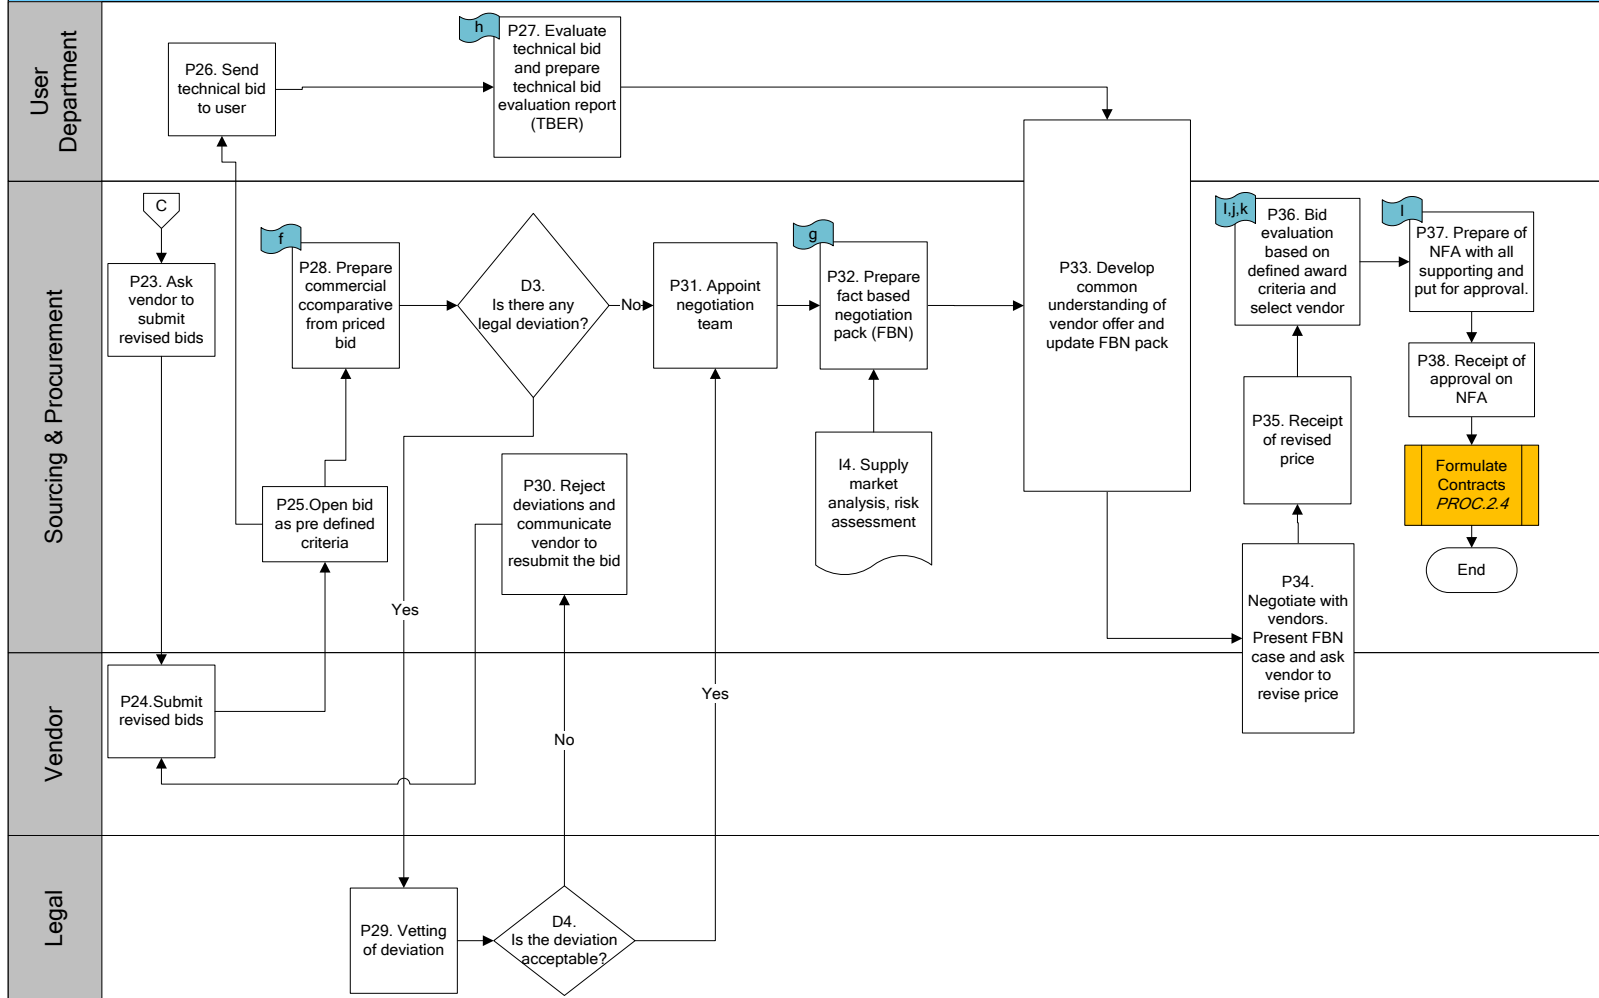 User
Department
h
P26. Send
technical bid
to user
P27. Evaluate
technical bid
and prepare
technical bid
evaluation report
(TBER)
Sourcing & Procurement
C
P23. Ask
vendor to
submit
revised bids
f
P28. Prepare
commercial
ccomparative
from priced
bid
D3.
Is there any
legal deviation?
No
P31. Appoint
negotiation
team
g
P32. Prepare
fact based
negotiation
pack (FBN)
P33. Develop
common
understanding of
vendor offer and
update FBN pack
I,j,k
P36. Bid
evaluation
based on
defined award
criteria and
select vendor
l
P37. Prepare of
NFA with all
supporting and
put for approval.
P38. Receipt of
approval on
NFA
P35. Receipt
of revised
price
I4. Supply
market
analysis, risk
assessment
P25.Open bid
as pre defined
criteria
P30. Reject
deviations and
communicate
vendor to
resubmit the bid
Formulate
Contracts
PROC.2.4
End
Yes
P34.
Negotiate with
vendors.
Present FBN
case and ask
vendor to
revise price
Vendor
P24.Submit
revised bids
Yes
No
Legal
P29. Vetting
of deviation
D4.
Is the deviation
acceptable?